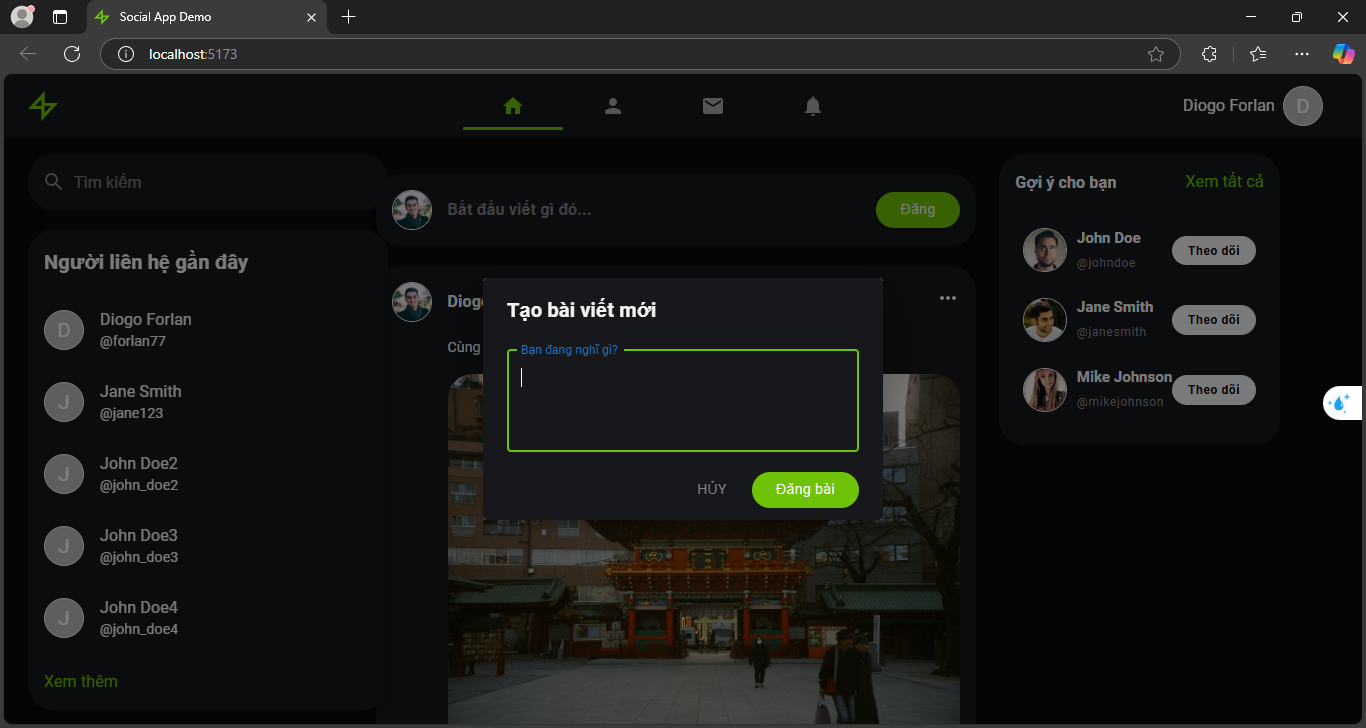 Social App Demo
localhost:5173
Diogo Forlan
D
Tìm kiếm
Người liên hệ gần đây
D
Diogo Forlan
@forlan77
J
Jane Smith
@jane123
J
John Doe2
@john_doe2
J
John Doe3
@john_doe3
J
John Doe4
@john_doe4
Xem thêm
Bắt đầu viết gì đó...
Đăng
Diog
Cùng
Tạo bài viết mới
Bạn đang nghĩ gì?
HỦY
Đăng bài
Gợi ý cho bạn
Xem tất cả
John Doe
@johndoe
Theo dõi
Jane Smith
@janesmith
Theo dõi
Mike Johnson
@mikejohnson
Theo dõi